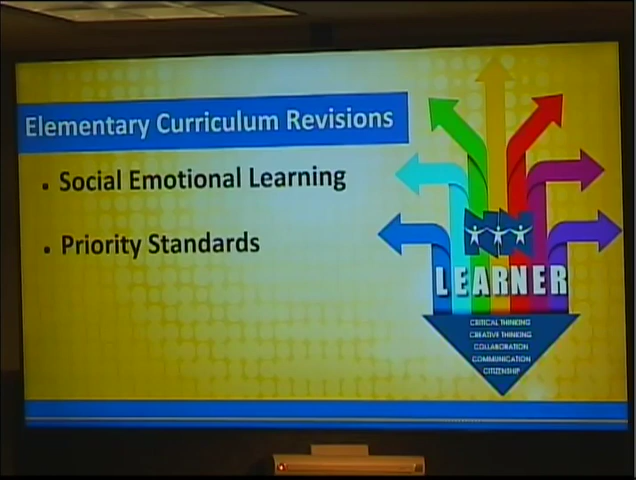 Elementary Curriculum Revisions
▪ Social Emotional Learning
▪ Priority Standards
LEARNER
CRITICAL THINKING
CREATIVE THINKING
COLLABORATION
COMMUNICATION
CITIZENSHIP